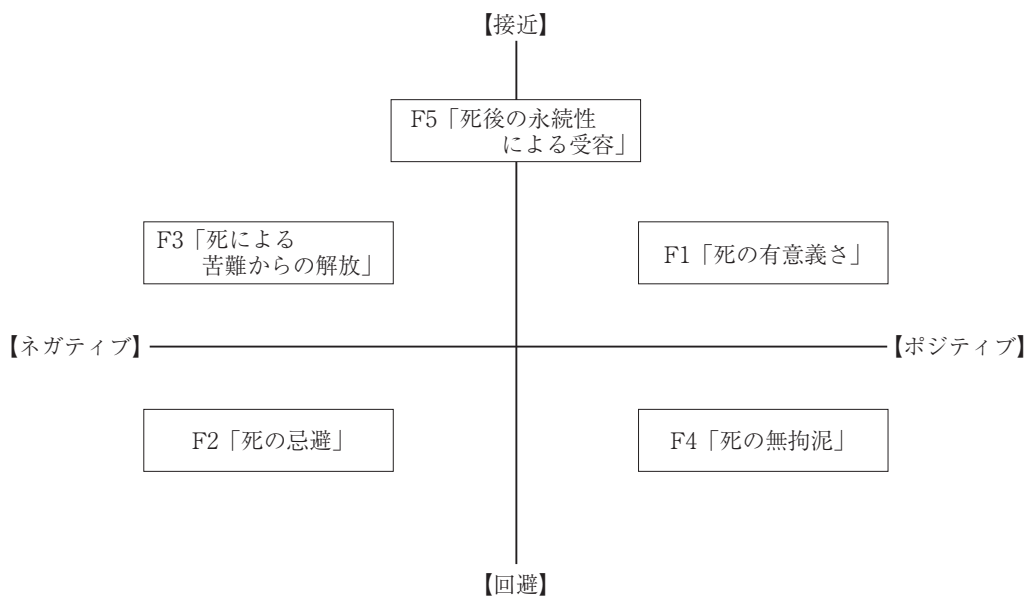 【接近】
F5「死後の永続性
による受容」
F3「死による
苦難からの解放」
F1「死の有意義さ」
【ネガティブ】
【ポジティブ】
F2「死の忌避」
F4「死の無拘泥」
【回避】